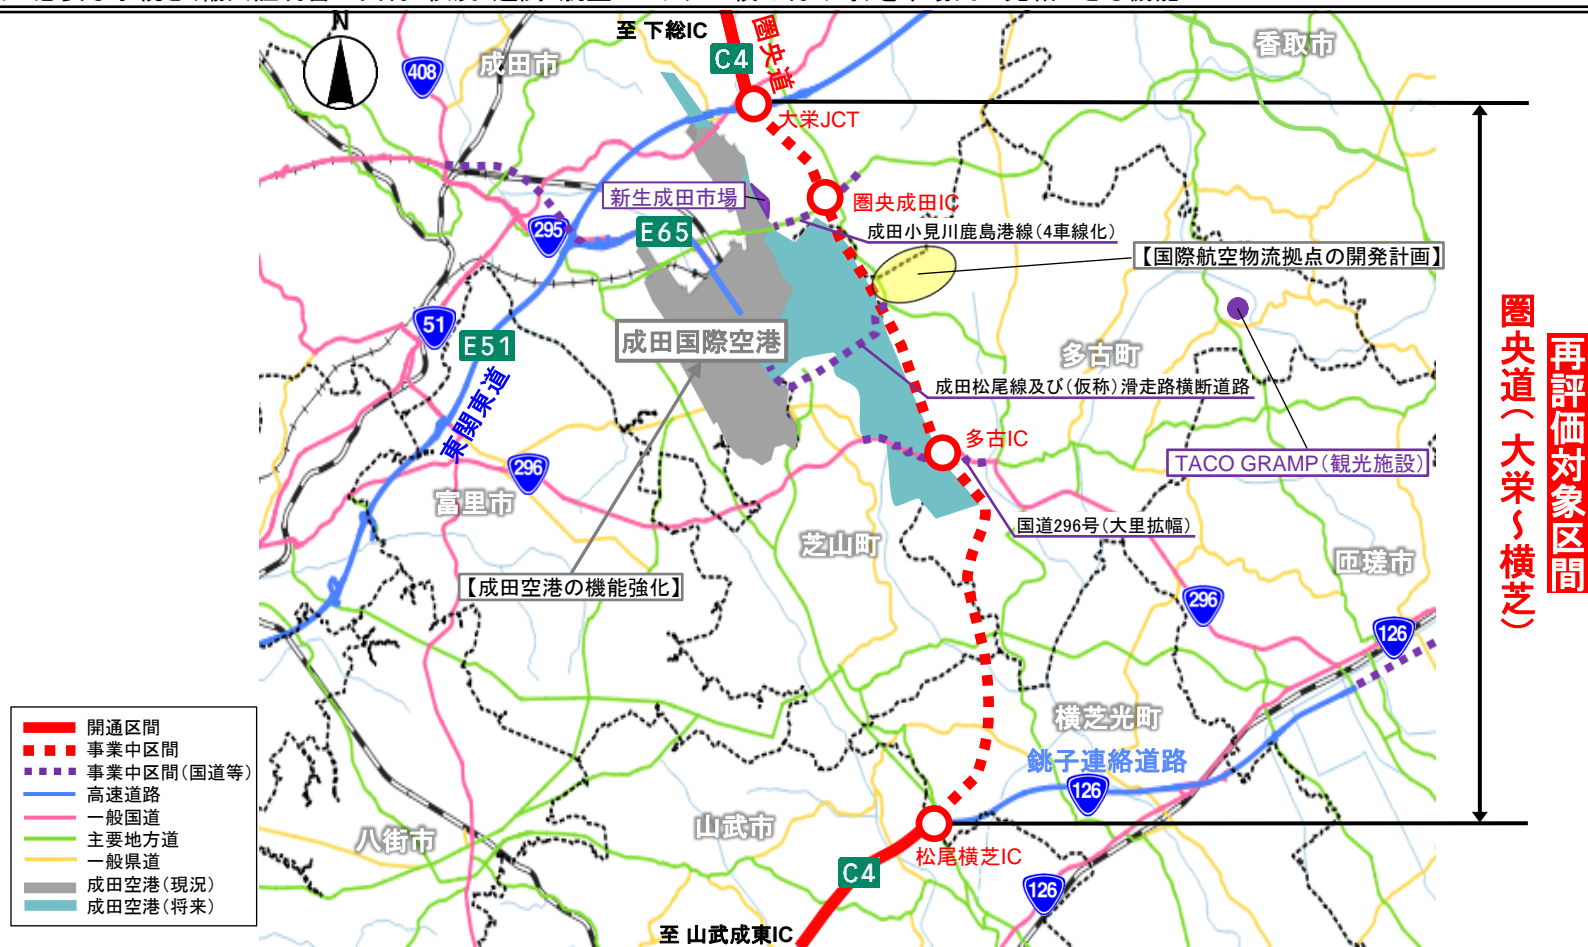 至 下総IC
N
C4
圏央道
408
成田市
香取市
大栄JCT
新生成田市場
圏央成田IC
295
E65
成田小見川鹿島港線(4車線化)
【国際航空物流拠点の開発計画】
51
E51
成田国際空港
多古町
東関東道
成田松尾線及び(仮称)滑走路横断道路
多古IC
TACO GRAMP(観光施設)
296
富里市
国道296号(大里拡幅)
芝山町
匝瑳市
【成田空港の機能強化】
296
126
圏央道(大栄～横芝)
再評価対象区間
横芝光町
銚子連絡道路
126
山武市
八街市
松尾横芝IC
C4
126
至 山武成東IC
開通区間
事業中区間
事業中区間(国道等)
高速道路
一般国道
主要地方道
一般県道
成田空港(現況)
成田空港(将来)